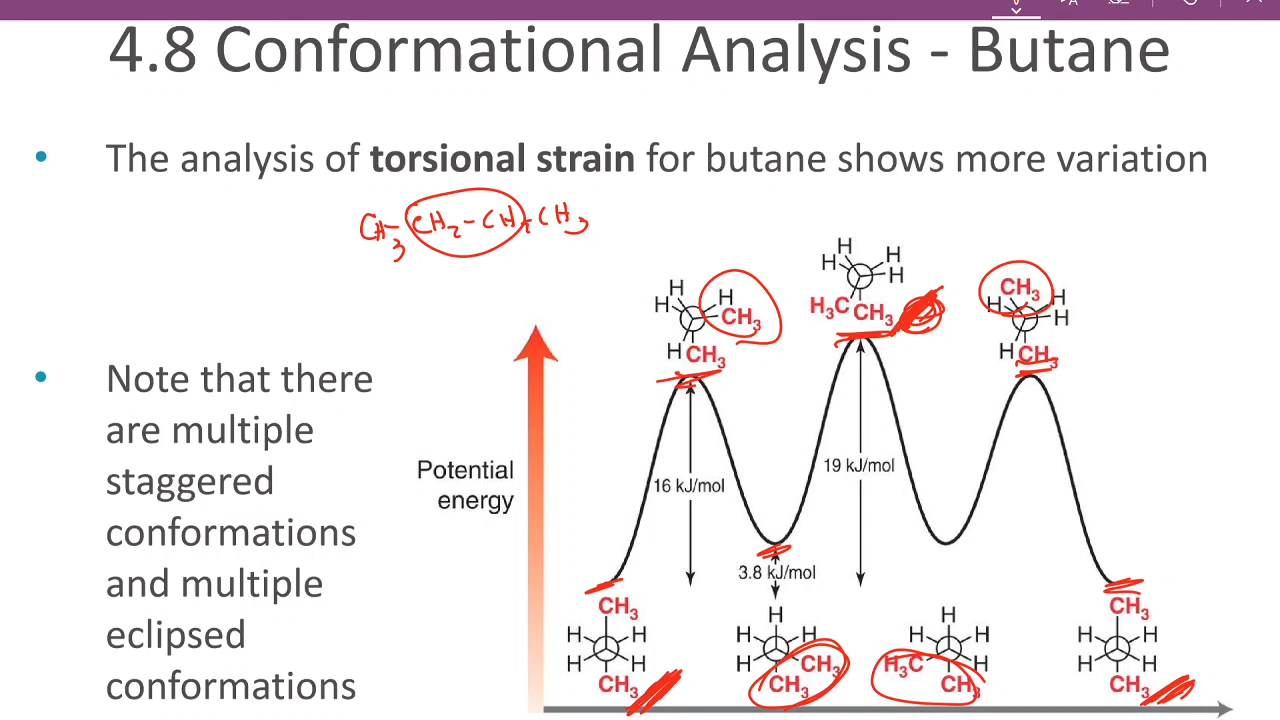 4.8 Conformational Analysis - Butane
• The analysis of torsional strain for butane shows more variation
CH3-CH2-CH2-CH3
• Note that there
are multiple
staggered
conformations
and multiple
eclipsed
conformations
Potential
energy
H
H
H
CH3
H CH3
H
H
H
H
H3C CH3
CH3
H
H
H
H CH3
16 kJ/mol
19 kJ/mol
3.8 kJ/mol
CH3
H H
H H
CH3
H
H H
H CH3
CH3
H
H H
H3C H
CH3
CH3
H H
H H
CH3